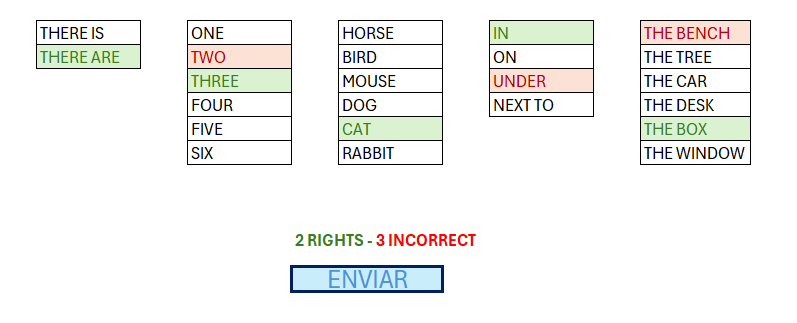 THERE IS
THERE ARE
ONE
TWO
THREE
FOUR
FIVE
SIX
HORSE
BIRD
MOUSE
DOG
CAT
RABBIT
IN
ON
UNDER
NEXT TO
THE BENCH
THE TREE
THE CAR
THE DESK
THE BOX
THE WINDOW
2 RIGHTS - 3 INCORRECT
ENVIAR